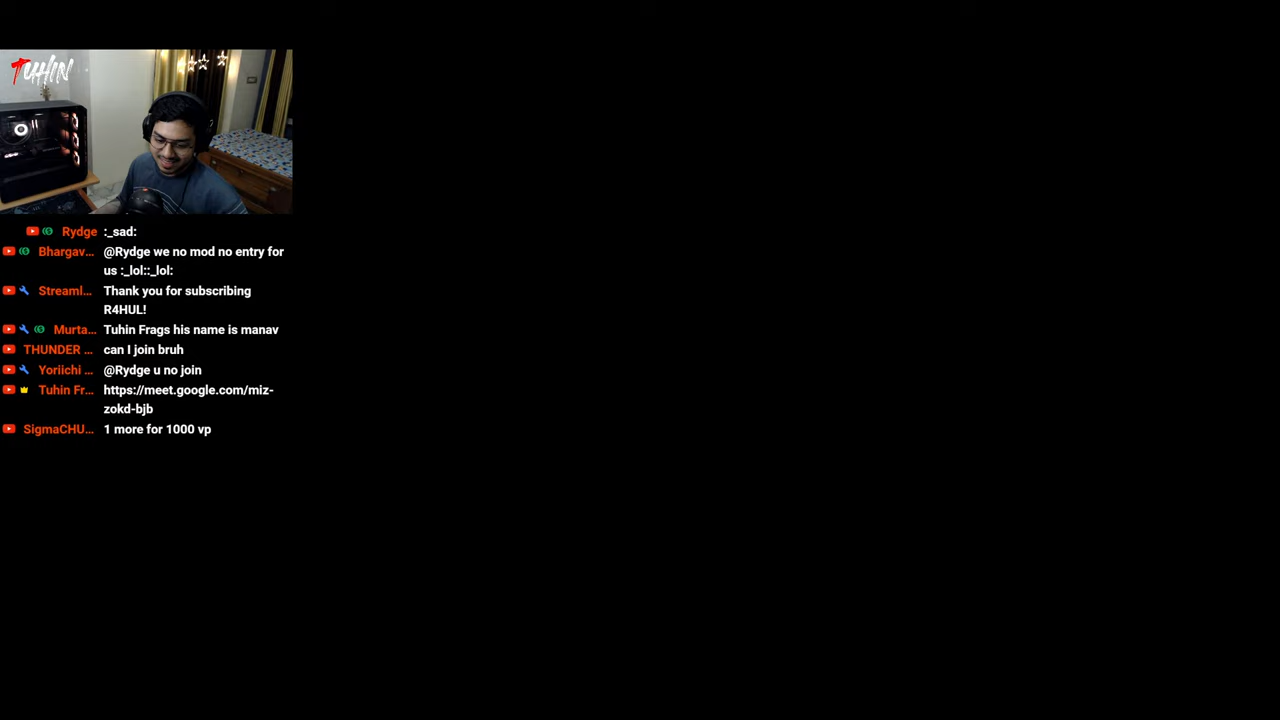 TUHIN
Rydge :_sad:
Bhargav... @Rydge we no mod no entry for
us :_lol::_lol:
Streaml... Thank you for subscribing
R4HUL!
Murta... Tuhin Frags his name is manav
THUNDER ... can I join bruh
Yoriichi ... @Rydge u no join
Tuhin Fr... https://meet.google.com/miz-
zokd-bjb
SigmaCHU... 1 more for 1000 vp